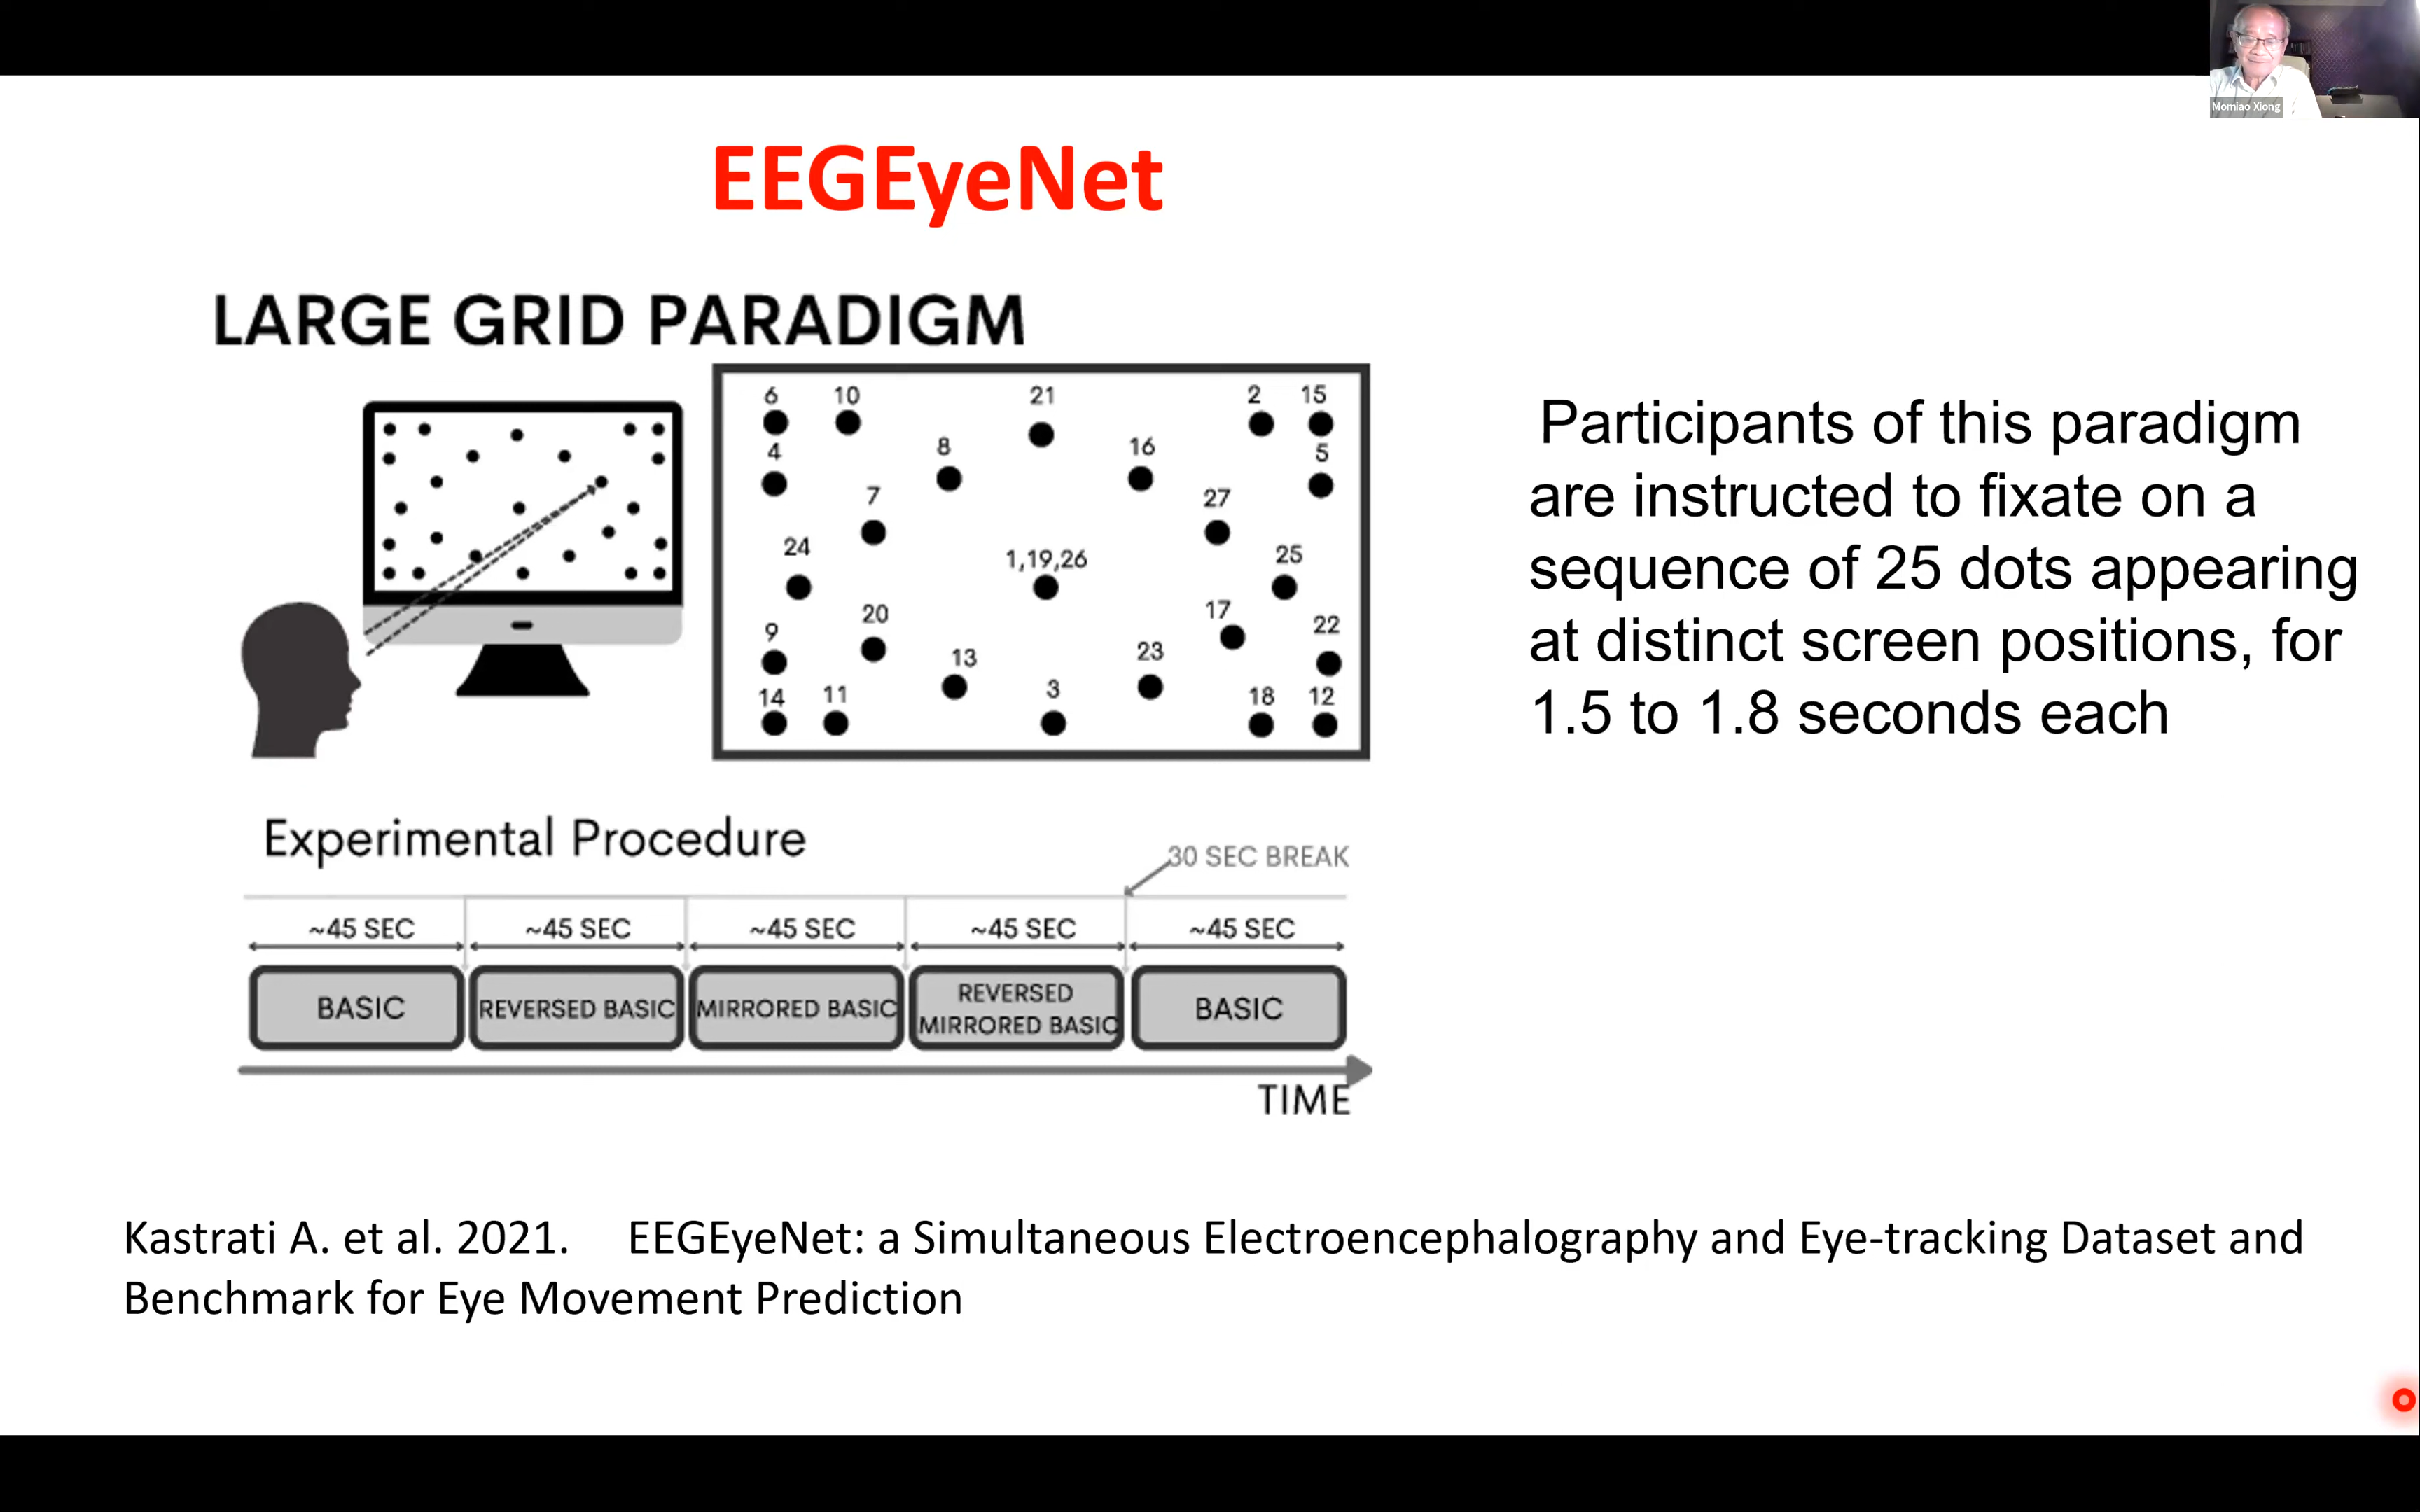 Momiao Xiong
EEGEyeNet
LARGE GRID PARADIGM
6 10 21 2 15
4 8 16 5
7 27
24 1,19,26 25
20 17
9 13 23 22
14 11 3 18 12
Participants of this paradigm
are instructed to fixate on a
sequence of 25 dots appearing
at distinct screen positions, for
1.5 to 1.8 seconds each
Experimental Procedure
30 SEC BREAK
~45 SEC ~45 SEC ~45 SEC ~45 SEC ~45 SEC
BASIC REVERSED BASIC MIRRORED BASIC REVERSED MIRRORED BASIC BASIC
TIME
Kastrati A. et al. 2021. EEGEyeNet: a Simultaneous Electroencephalography and Eye-tracking Dataset and
Benchmark for Eye Movement Prediction